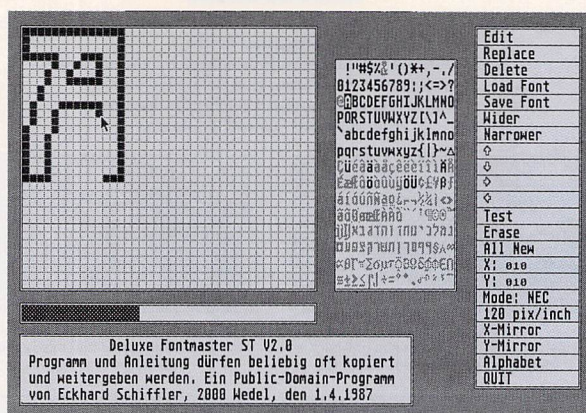 !"#$%&'()*+,-./
0123456789:;<=>?
@ABCDEFGHIJKLMNO
PQRSTUVWXYZ[\]^_
`abcdefghijklmno
pqrstuvwxyz{|}~△
Edit
Replace
Delete
Load Font
Save Font
Wider
Narrower
⇧
⇩
⇨
⇦
Test
Erase
All New
X: 010
Y: 010
Mode: NEC
120 pix/inch
X-Mirror
Y-Mirror
Alphabet
QUIT
Deluxe Fontmaster ST V2.0
Programm und Anleitung dürfen beliebig oft kopiert
und weitergeben werden. Ein Public-Domain-Programm
von Eckhard Schiffler, 2000 Wedel, den 1.4.1987